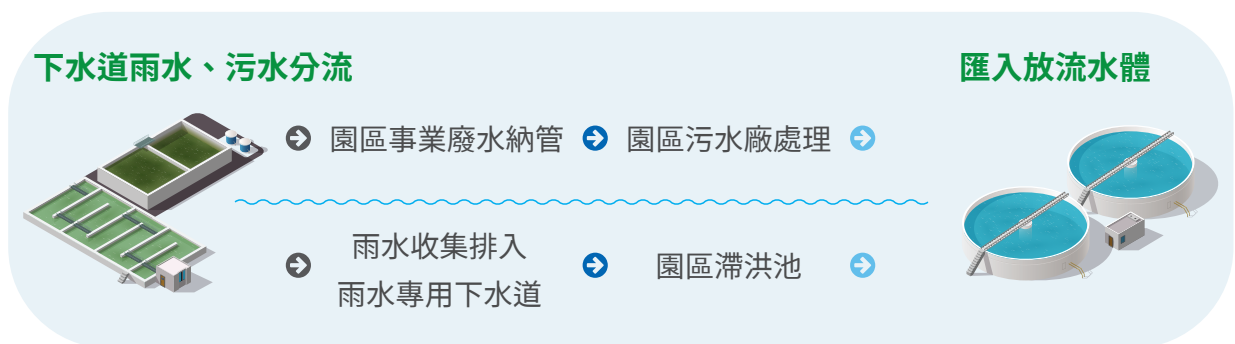 下水道雨水、污水分流
匯入放流水體
園區事業廢水納管
園區污水廠處理
雨水收集排入
雨水專用下水道
園區滯洪池